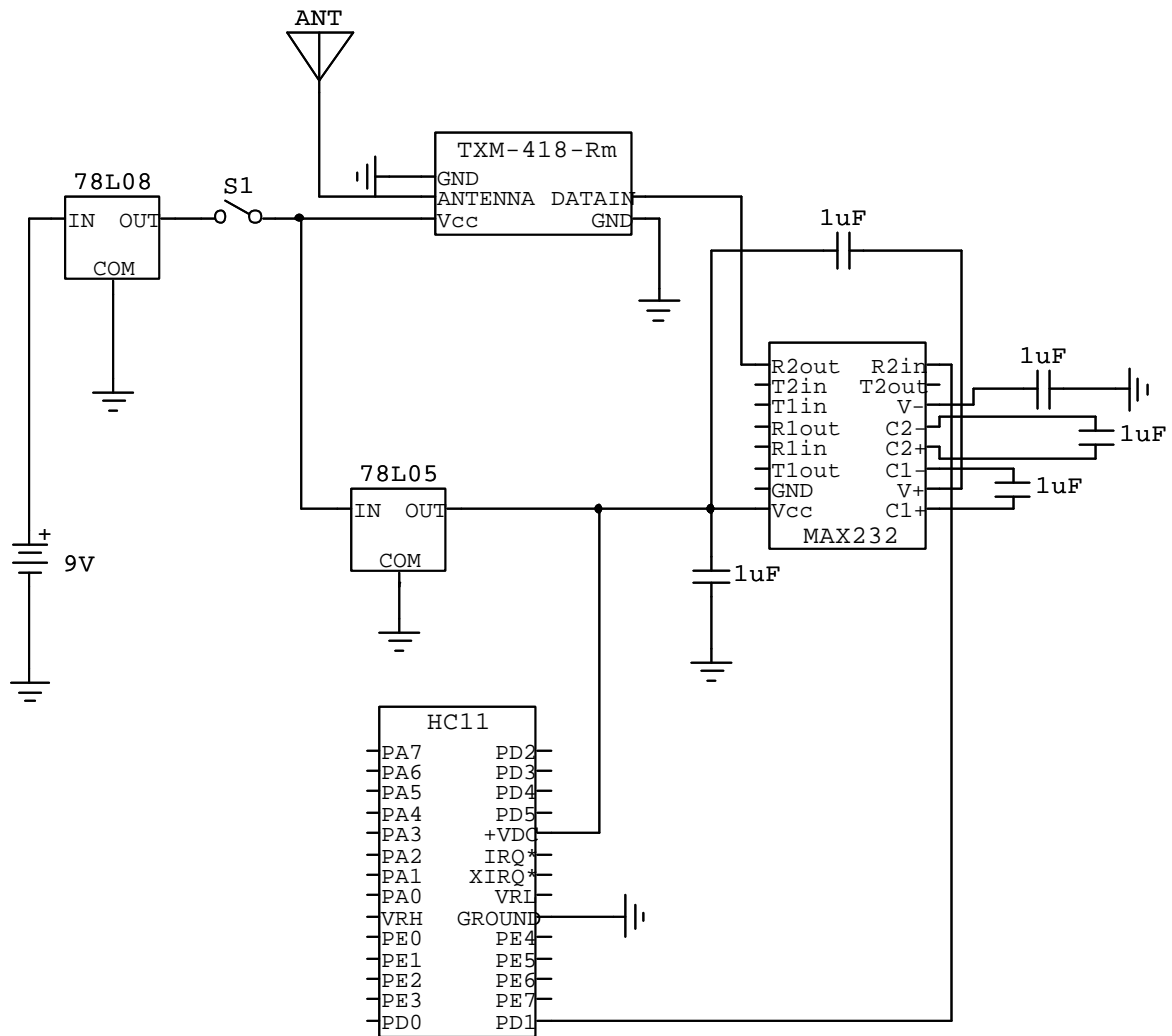 ANT
TXM-418-Rm
GND
ANTENNA DATAIN
Vcc GND
78L08
IN OUT
COM
S1
1uF
R2out R2in
T2in T2out
T1in V-
R1out C2-
R1in C2+
T1out C1-
GND V+
Vcc C1+
MAX232
1uF
1uF
1uF
78L05
IN OUT
COM
1uF
+
9V
HC11
PA7 PD2
PA6 PD3
PA5 PD4
PA4 PD5
PA3 +VDC
PA2 IRQ*
PA1 XIRQ*
PA0 VRL
VRH GROUND
PE0 PE4
PE1 PE5
PE2 PE6
PE3 PE7
PD0 PD1